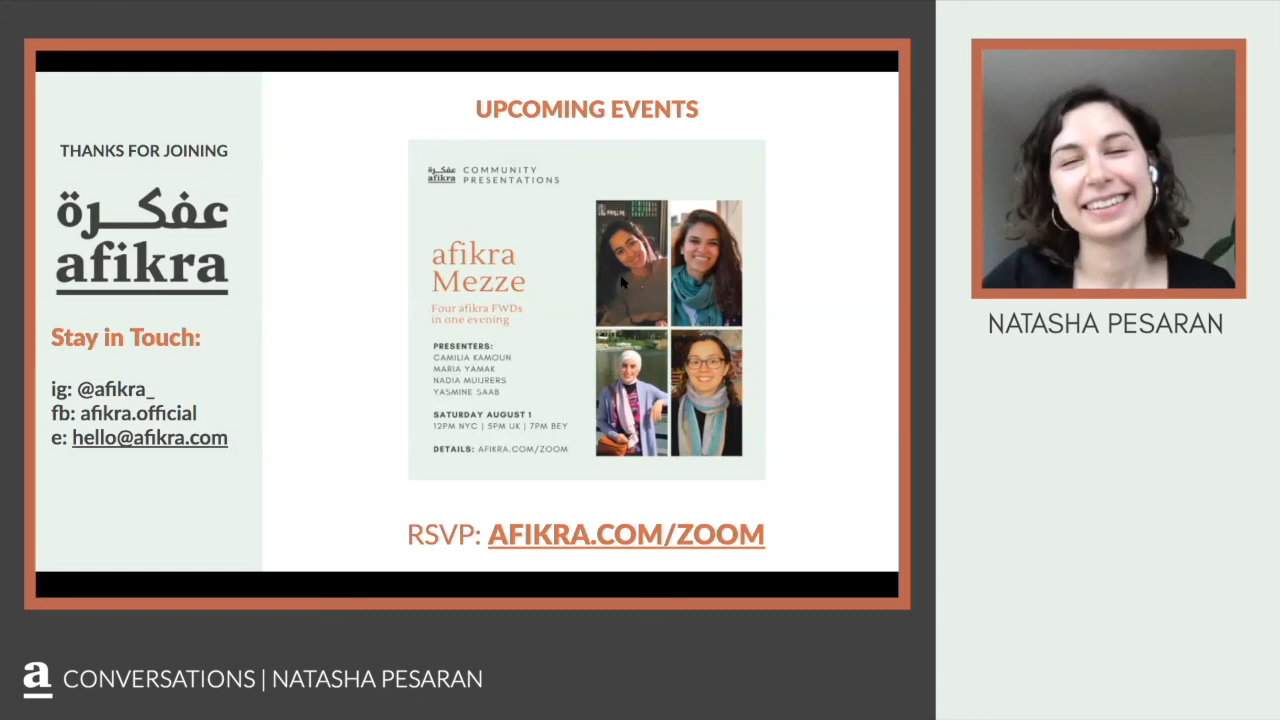 THANKS FOR JOINING
عفكرة
afikra
Stay in Touch:
ig: @afikra_
fb: afikra.official
e: hello@afikra.com
UPCOMING EVENTS
عفكرة
afikra
COMMUNITY
PRESENTATIONS
afikra
Mezze
Four afikra FWDs
in one evening
PRESENTERS:
CAMILIA KAMOUN
MARIA YAMAK
NADIA MUIJRERS
YASMINE SAAB
SATURDAY AUGUST 1
12PM NYC | 5PM UK | 7PM BEY
DETAILS: AFIKRA.COM/ZOOM
RSVP: AFIKRA.COM/ZOOM
NATASHA PESARAN
a CONVERSATIONS | NATASHA PESARAN